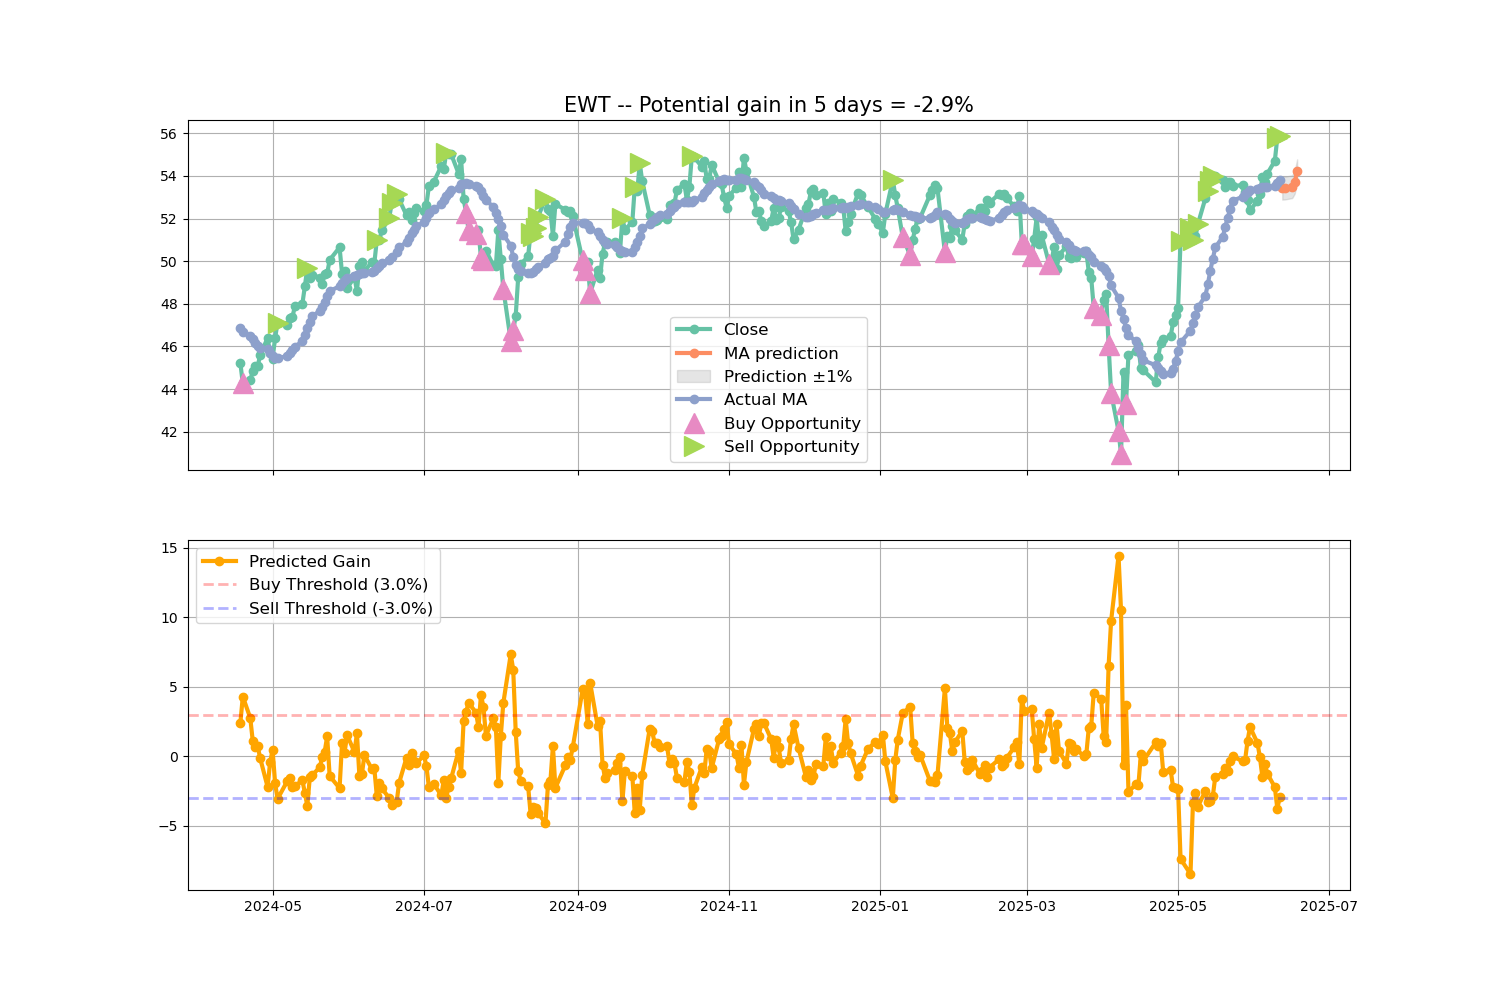 EWT -- Potential gain in 5 days = -2.9%
56
54
52
50
48
46
44
42
Close
MA prediction
Prediction ±1%
Actual MA
Buy Opportunity
Sell Opportunity
15
10
5
0
−5
Predicted Gain
Buy Threshold (3.0%)
Sell Threshold (-3.0%)
2024-05
2024-07
2024-09
2024-11
2025-01
2025-03
2025-05
2025-07